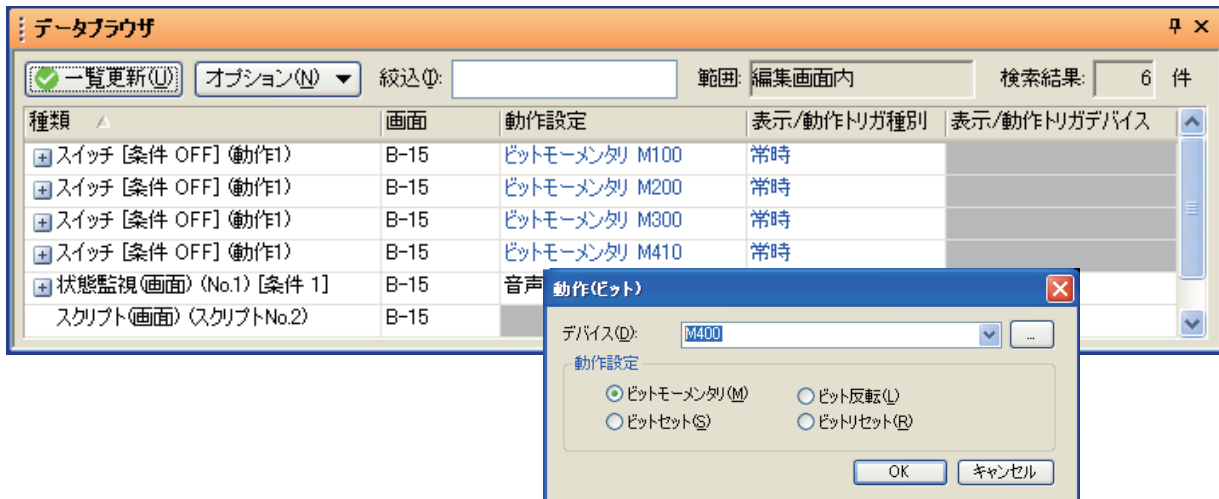 データブラウザ
一覧更新(U) オプション(N) 絞込(I): 範囲: 編集画面内 検索結果: 6 件
種類 画面 動作設定 表示/動作トリガ種別 表示/動作トリガデバイス
スイッチ [条件 OFF] (動作1) B-15 ビットモーメンタリ M100 常時
スイッチ [条件 OFF] (動作1) B-15 ビットモーメンタリ M200 常時
スイッチ [条件 OFF] (動作1) B-15 ビットモーメンタリ M300 常時
スイッチ [条件 OFF] (動作1) B-15 ビットモーメンタリ M410 常時
状態監視(画面) (No.1) [条件 1] B-15 音声
スクリプト(画面) (スクリプトNo.2) B-15
動作(ビット)
デバイス(D): M400 ...
動作設定
ビットモーメンタリ(M) ビット反転(L)
ビットセット(S) ビットリセット(R)
OK キャンセル